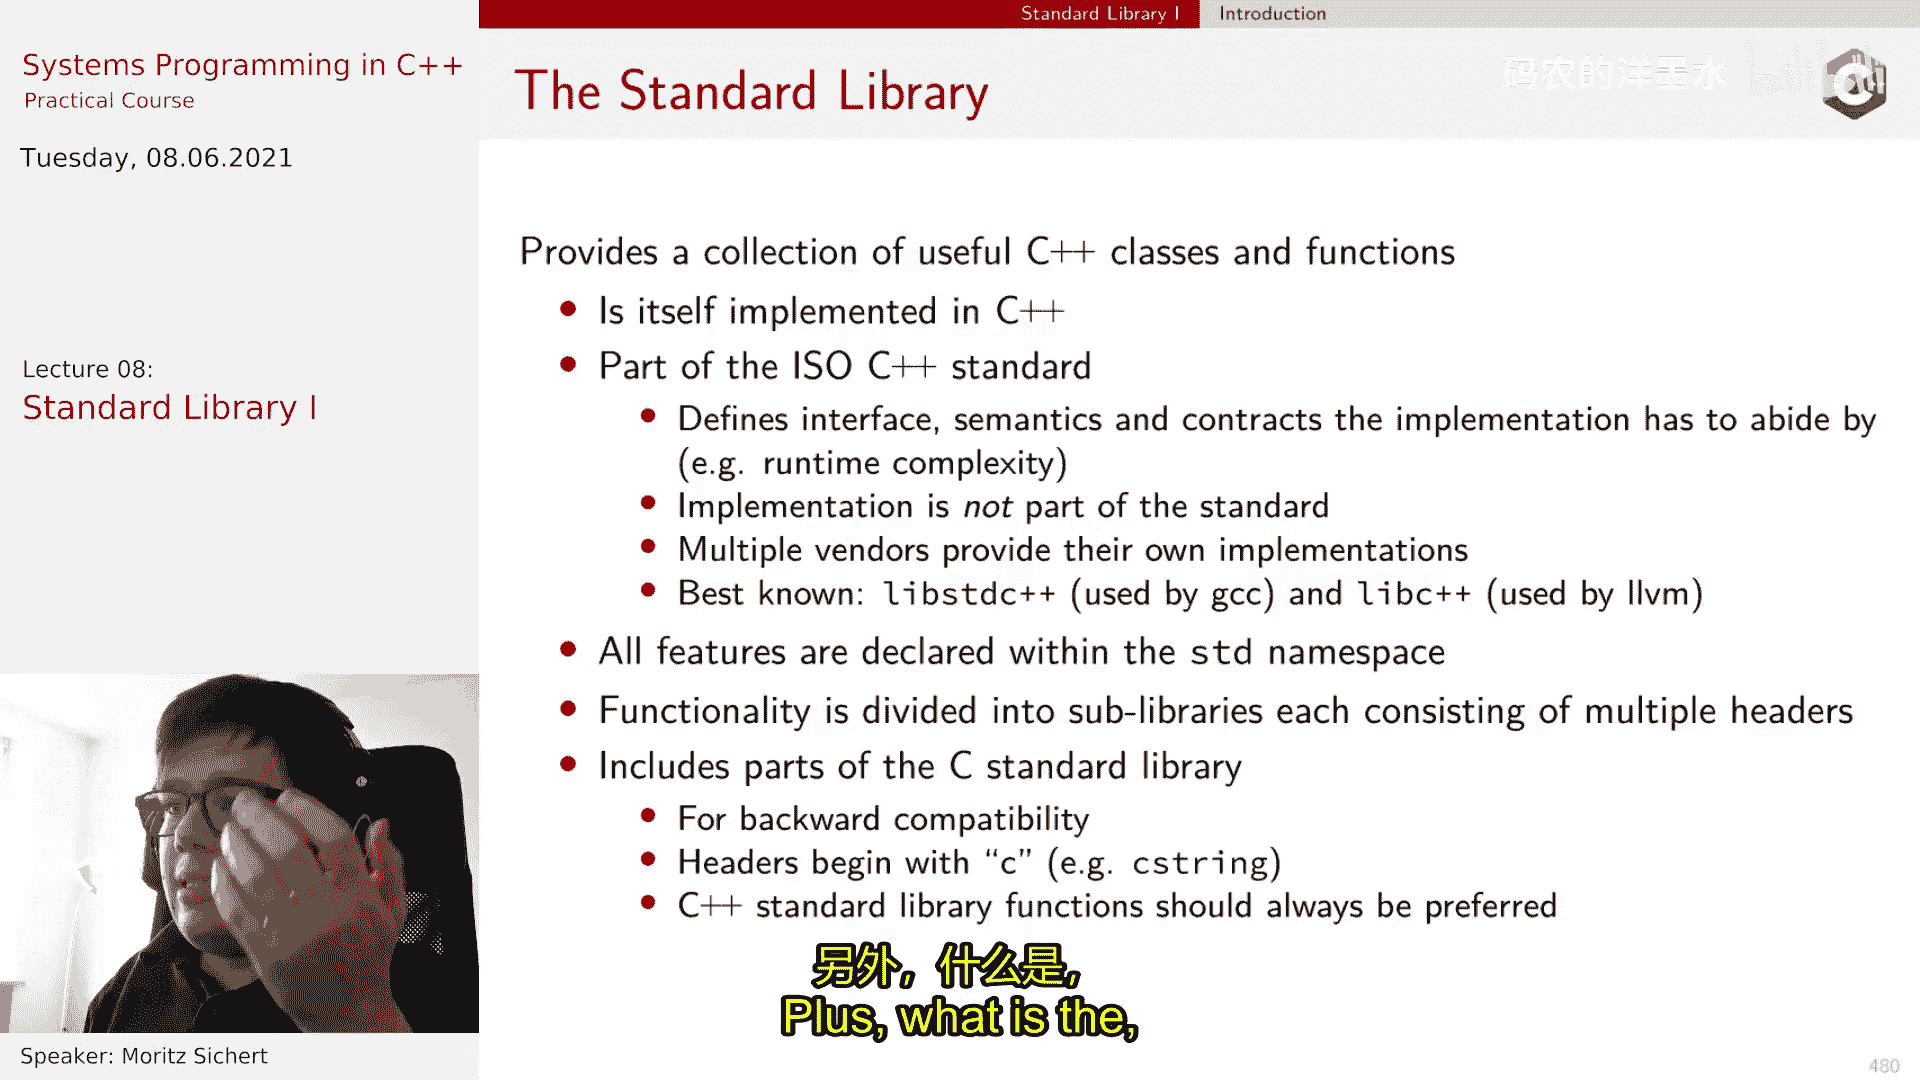 Standard Library I
Introduction
Systems Programming in C++
Practical Course
Tuesday, 08.06.2021
Lecture 08:
Standard Library I
Speaker: Moritz Sichert
The Standard Library
码农的洋墨水
Provides a collection of useful C++ classes and functions
Is itself implemented in C++
Part of the ISO C++ standard
Defines interface, semantics and contracts the implementation has to abide by
(e.g. runtime complexity)
Implementation is not part of the standard
Multiple vendors provide their own implementations
Best known: libstdc++ (used by gcc) and libc++ (used by llvm)
All features are declared within the std namespace
Functionality is divided into sub-libraries each consisting of multiple headers
Includes parts of the C standard library
For backward compatibility
Headers begin with “c” (e.g. cstring)
C++ standard library functions should always be preferred
另外，什么是，
Plus, what is the,
480